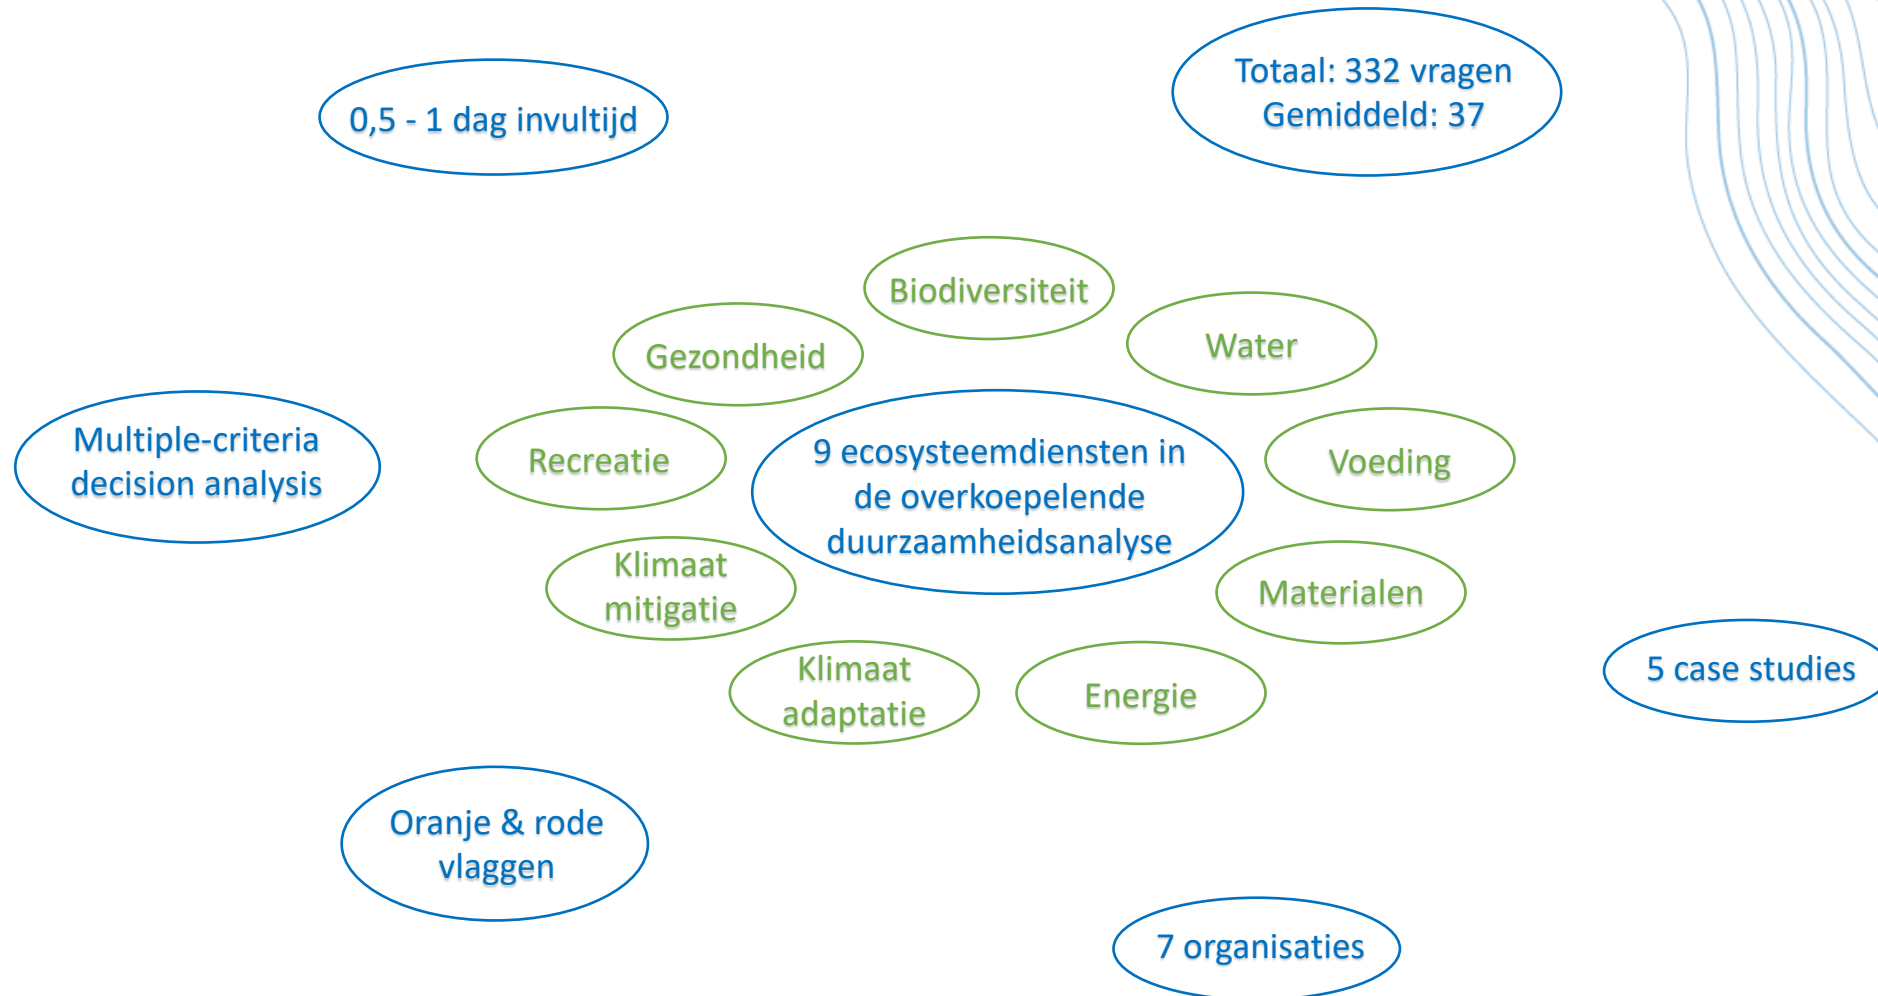 0,5 - 1 dag invultijd
Totaal: 332 vragen
Gemiddeld: 37
Biodiversiteit
Gezondheid
Water
Multiple-criteria
decision analysis
Recreatie
9 ecosysteemdiensten in
de overkoepelende
duurzaamheidsanalyse
Voeding
Klimaat
mitigatie
Materialen
Klimaat
adaptatie
Energie
5 case studies
Oranje & rode
vlaggen
7 organisaties